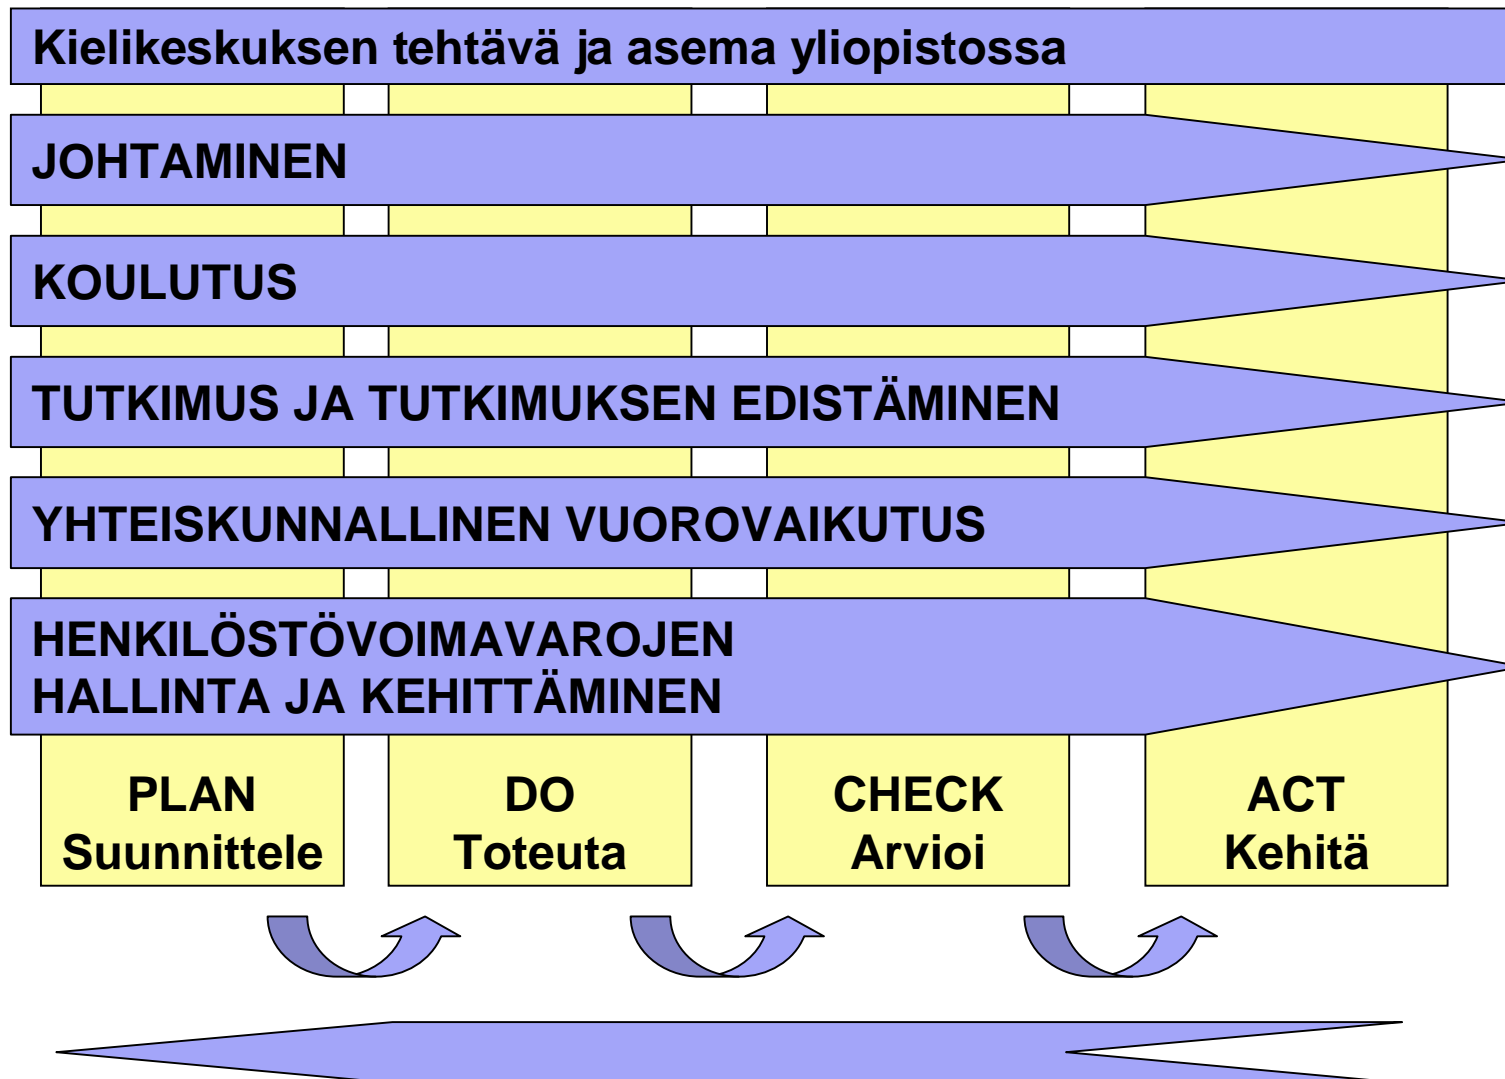 Kielikeskuksen tehtävä ja asema yliopistossa
JOHTAMINEN
KOULUTUS
TUTKIMUS JA TUTKIMUKSEN EDISTÄMINEN
YHTEISKUNNALLINEN VUOROVAIKUTUS
HENKILÖSTÖVOIMAVAROJEN
HALLINTA JA KEHITTÄMINEN
PLAN
Suunnittele
DO
Toteuta
CHECK
Arvioi
ACT
Kehitä